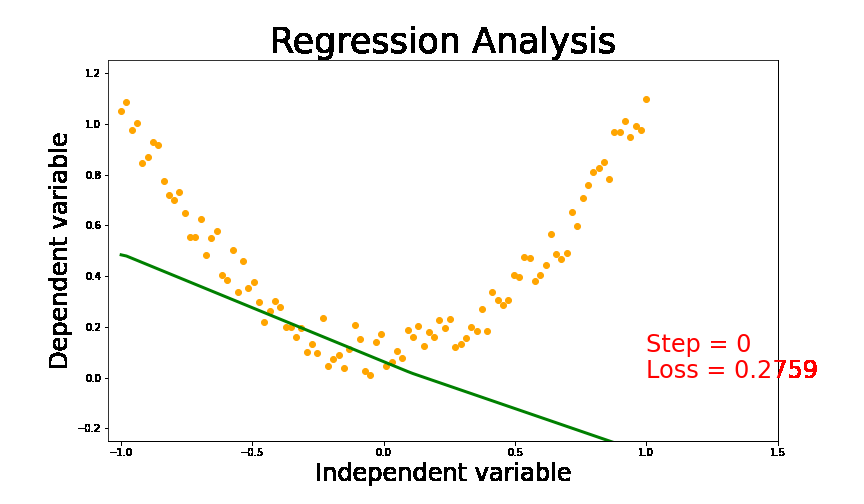 Regression Analysis
1.2
1.0
0.8
0.6
0.4
0.2
0.0
−0.2
Dependent variable
Step = 0
Loss = 0.2759
−1.0
−0.5
0.0
0.5
1.0
1.5
Independent variable